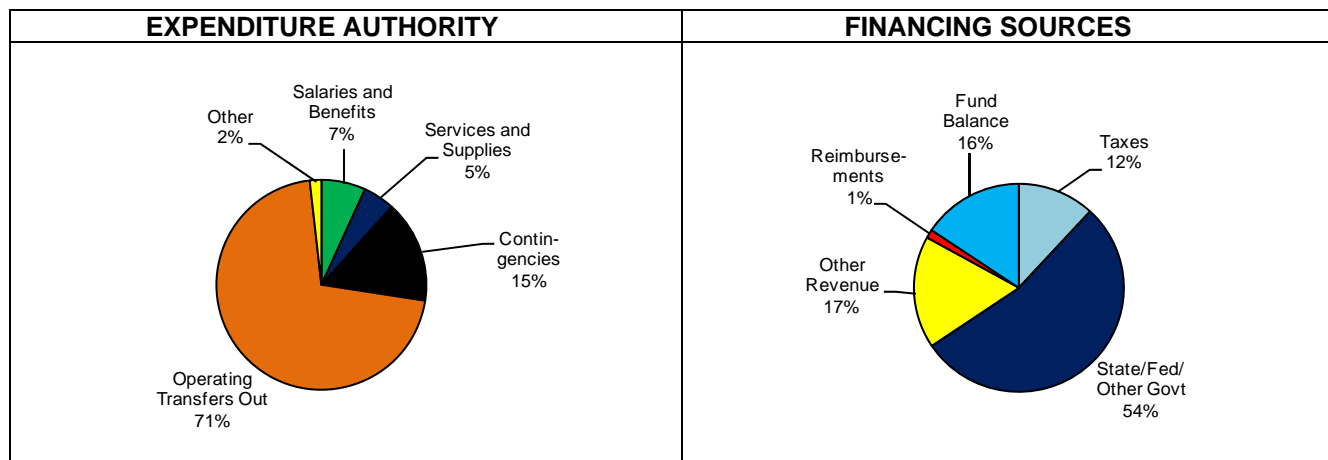 EXPENDITURE AUTHORITY
Other
2%
Salaries and
Benefits
7%
Services and
Supplies
5%
Contin-
gencies
15%
Operating
Transfers Out
71%
FINANCING SOURCES
Fund
Balance
16%
Taxes
12%
Reimburse-
ments
1%
Other
Revenue
17%
State/Fed/
Other Govt
54%